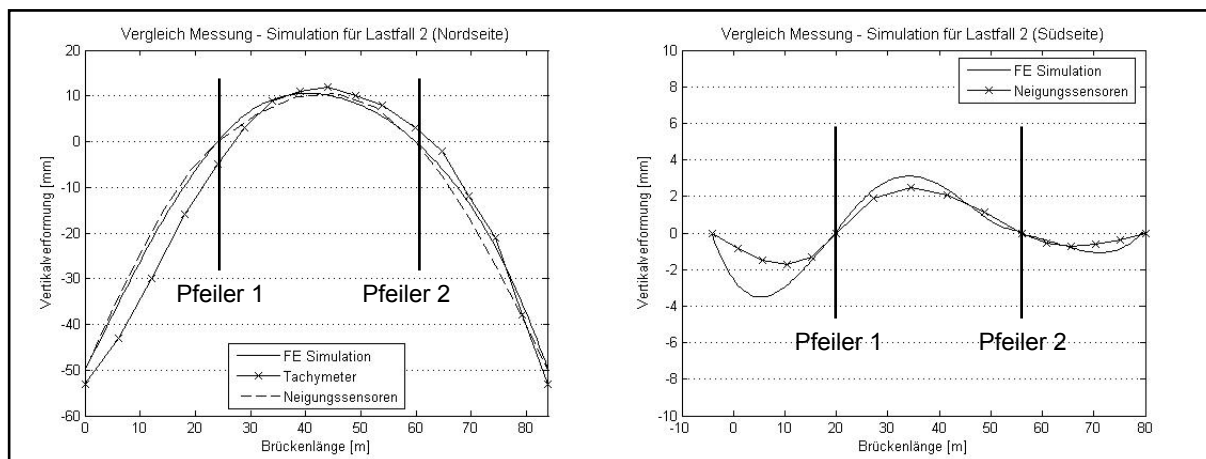 Vergleich Messung - Simulation für Lastfall 2 (Nordseite)
20
10
0
-10
-20
-30
-40
-50
-60
Vertikalverformung [mm]
Pfeiler 1
Pfeiler 2
FE Simulation
Tachymeter
Neigungssensoren
0 10 20 30 40 50 60 70 80
Brückenlänge [m]
Vergleich Messung - Simulation für Lastfall 2 (Südseite)
10
8
6
4
2
0
-2
-4
-6
-8
-10
Vertikalverformung [mm]
FE Simulation
Neigungssensoren
Pfeiler 1
Pfeiler 2
-10 0 10 20 30 40 50 60 70 80
Brückenlänge [m]